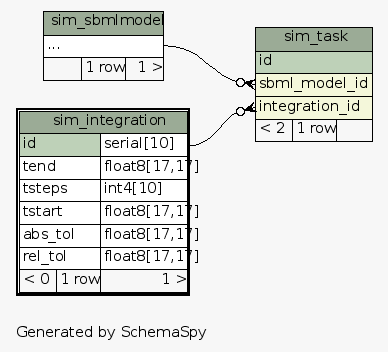 sim_sbmlmodel
...
1 row 1 >
sim_task
id
sbml_model_id
integration_id
< 2 1 row
sim_integration
id serial[10]
tend float8[17,17]
tsteps int4[10]
tstart float8[17,17]
abs_tol float8[17,17]
rel_tol float8[17,17]
< 0 1 row 1 >
Generated by SchemaSpy